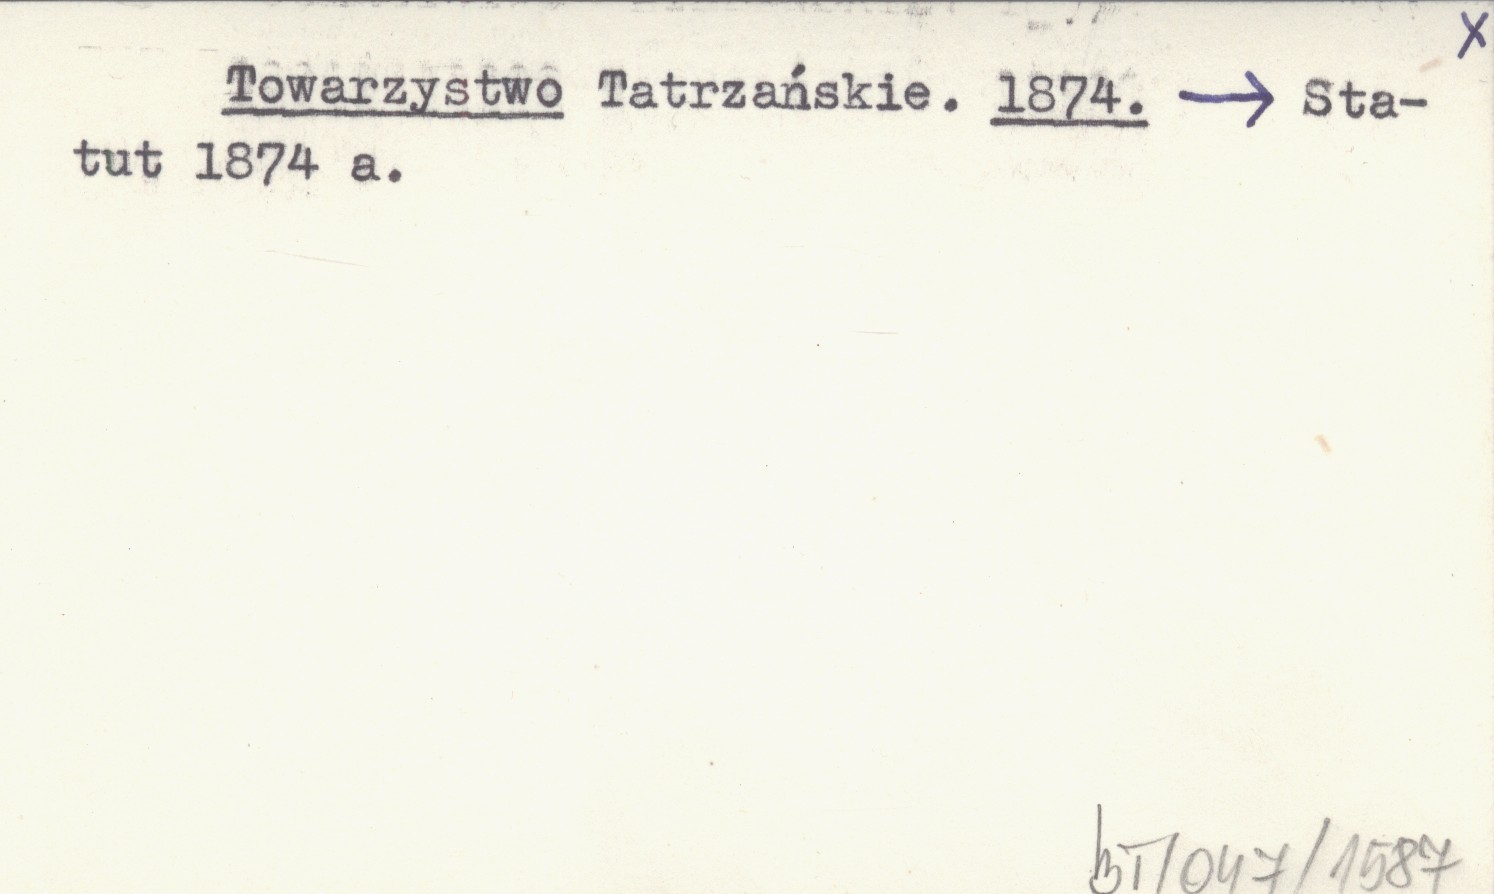 X
Towarzystwo Tatrzańskie. 1874. → Sta-
tut 1874 a.
bT/047/1587